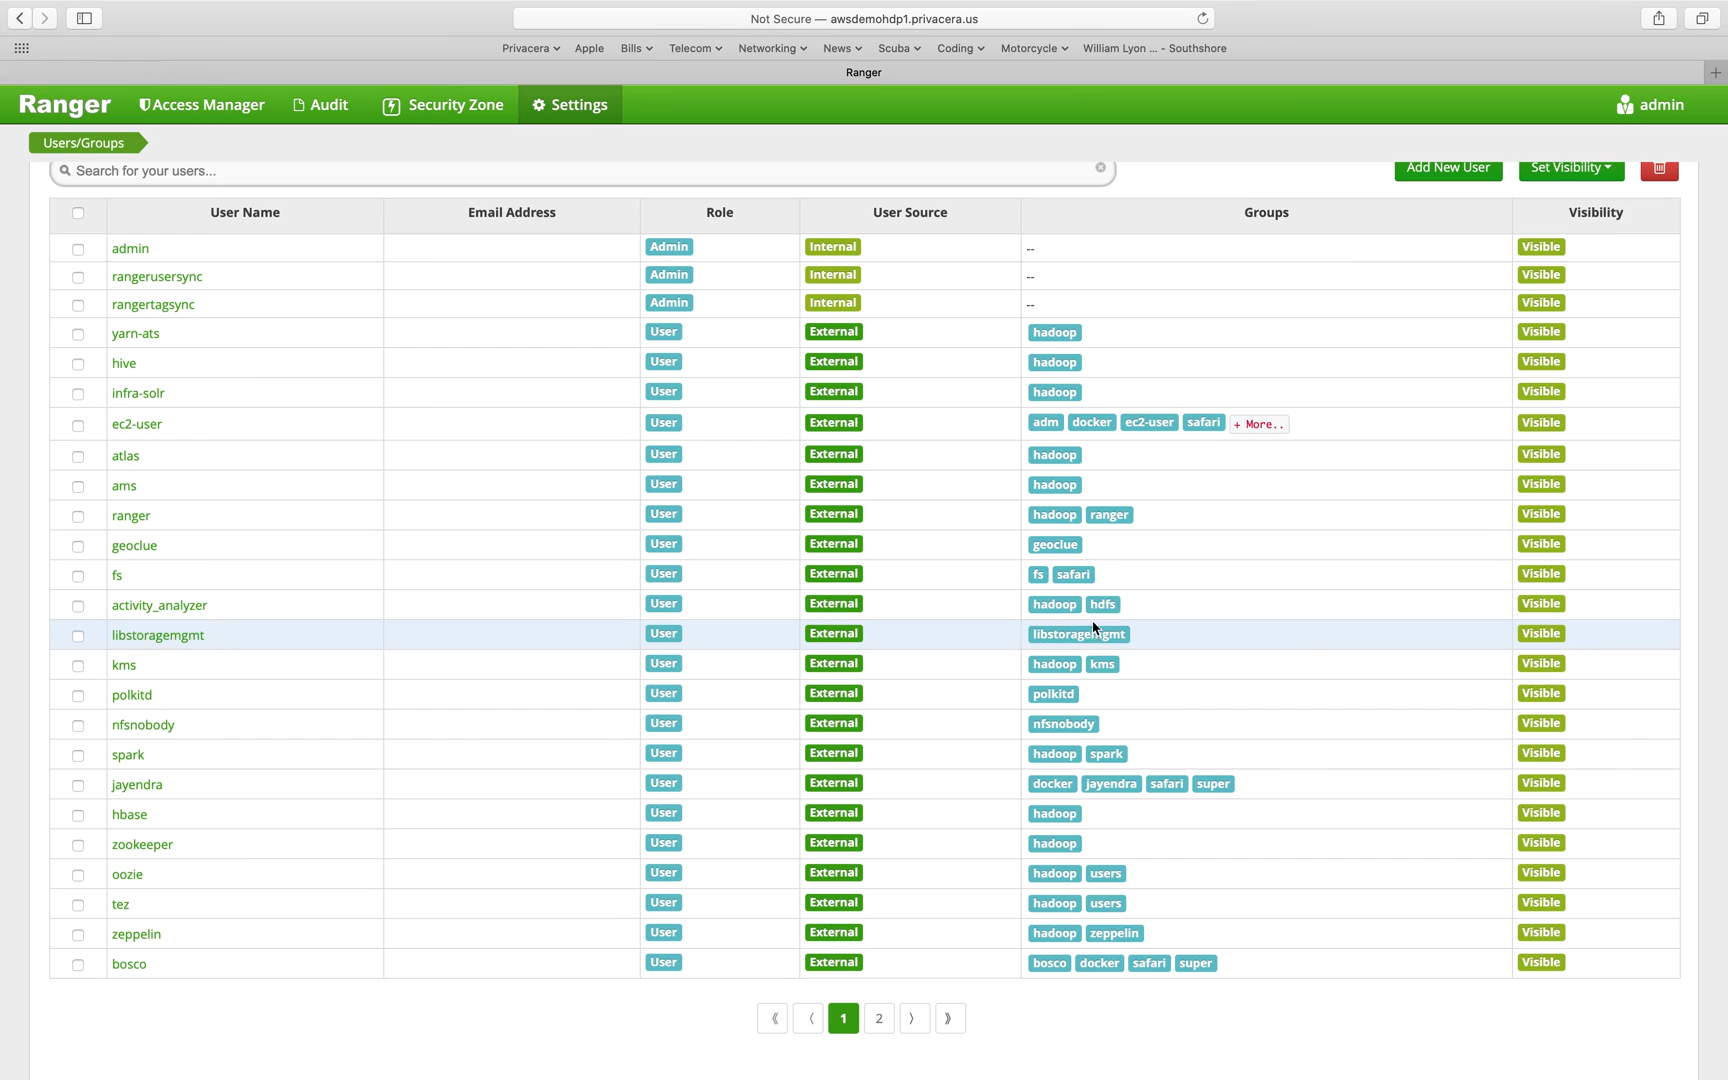 Not Secure — awsdemohdp1.privacera.us
Privacera Apple Bills Telecom Networking News Scuba Coding Motorcycle William Lyon ... - Southshore
Ranger
Ranger Access Manager Audit Security Zone Settings admin
Users/Groups
Search for your users... Add New User Set Visibility
User Name Email Address Role User Source Groups Visibility
admin Admin Internal -- Visible
rangerusersync Admin Internal -- Visible
rangertagsync Admin Internal -- Visible
yarn-ats User External hadoop Visible
hive User External hadoop Visible
infra-solr User External hadoop Visible
ec2-user User External adm docker ec2-user safari + More.. Visible
atlas User External hadoop Visible
ams User External hadoop Visible
ranger User External hadoop ranger Visible
geoclue User External geoclue Visible
fs User External fs safari Visible
activity_analyzer User External hadoop hdfs Visible
libstoragemgmt User External libstoragemgmt Visible
kms User External hadoop kms Visible
polkitd User External polkitd Visible
nfsnobody User External nfsnobody Visible
spark User External hadoop spark Visible
jayendra User External docker jayendra safari super Visible
hbase User External hadoop Visible
zookeeper User External hadoop Visible
oozie User External hadoop users Visible
tez User External hadoop users Visible
zeppelin User External hadoop zeppelin Visible
bosco User External bosco docker safari super Visible
《 〈 1 2 〉 》